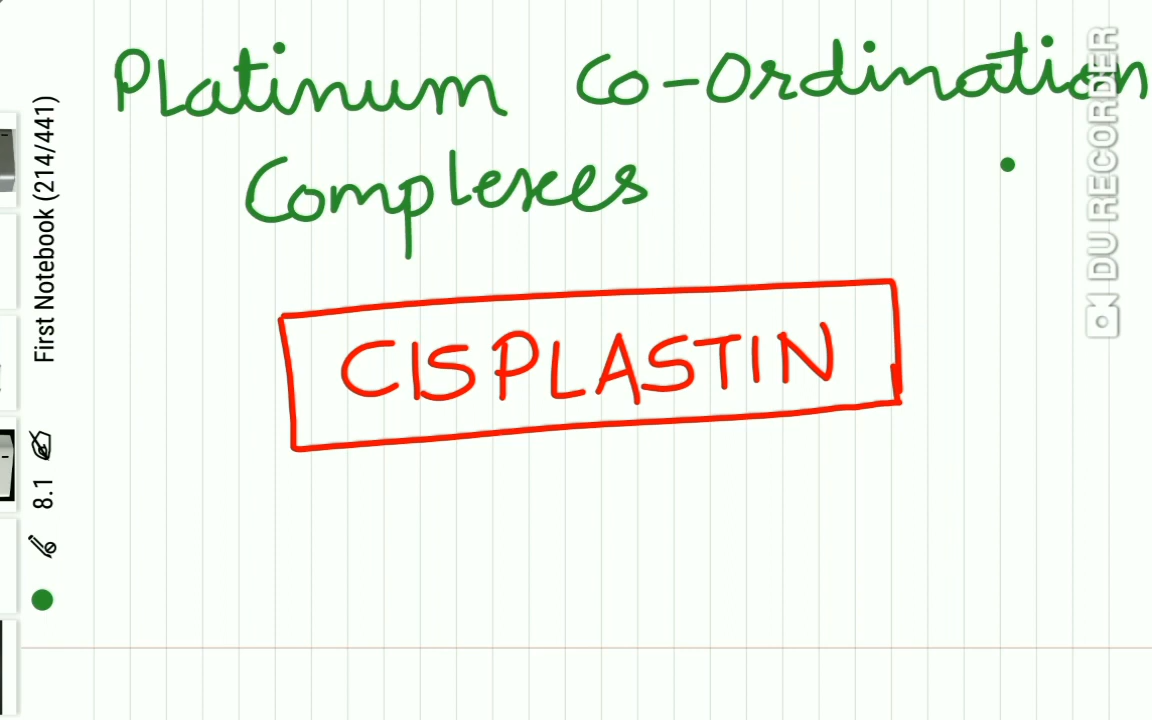 Platinum Co-Ordination
Complexes
CISPLASTIN
First Notebook (214/441)
8.1
DU RECORDER